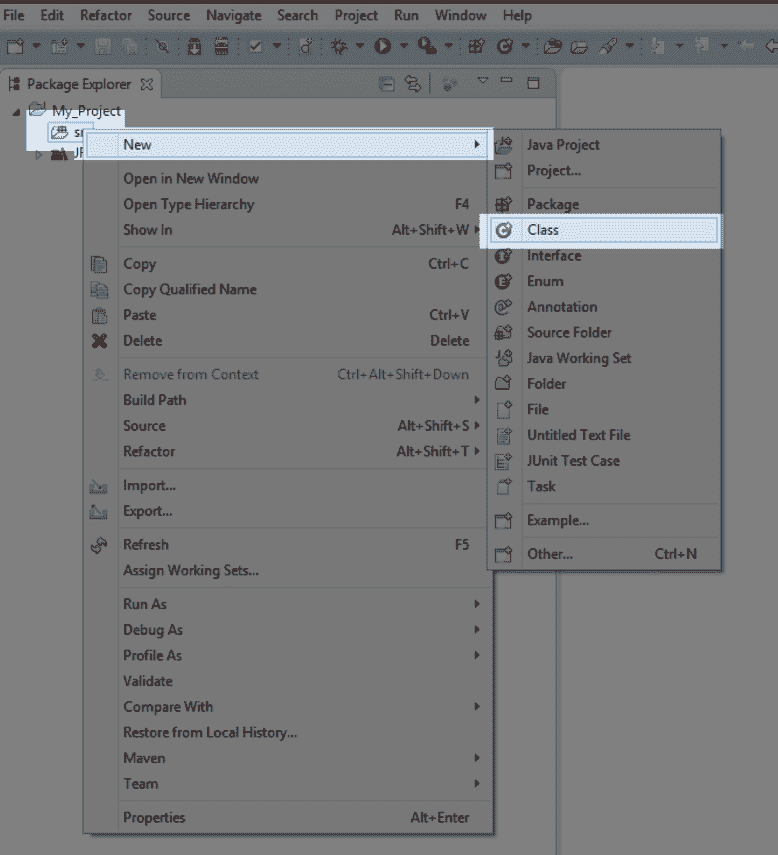 File Edit Refactor Source Navigate Search Project Run Window Help
Package Explorer
My_Project
New
Open in New Window
Open Type Hierarchy F4
Show In Alt+Shift+W
Copy Ctrl+C
Copy Qualified Name
Paste Ctrl+V
Delete Delete
Remove from Context Ctrl+Alt+Shift+Down
Build Path
Source Alt+Shift+S
Refactor Alt+Shift+T
Import...
Export...
Refresh F5
Assign Working Sets...
Run As
Debug As
Profile As
Validate
Compare With
Restore from Local History...
Maven
Team
Properties Alt+Enter
Java Project
Project...
Package
Class
Interface
Enum
Annotation
Source Folder
Java Working Set
Folder
File
Untitled Text File
JUnit Test Case
Task
Example...
Other... Ctrl+N